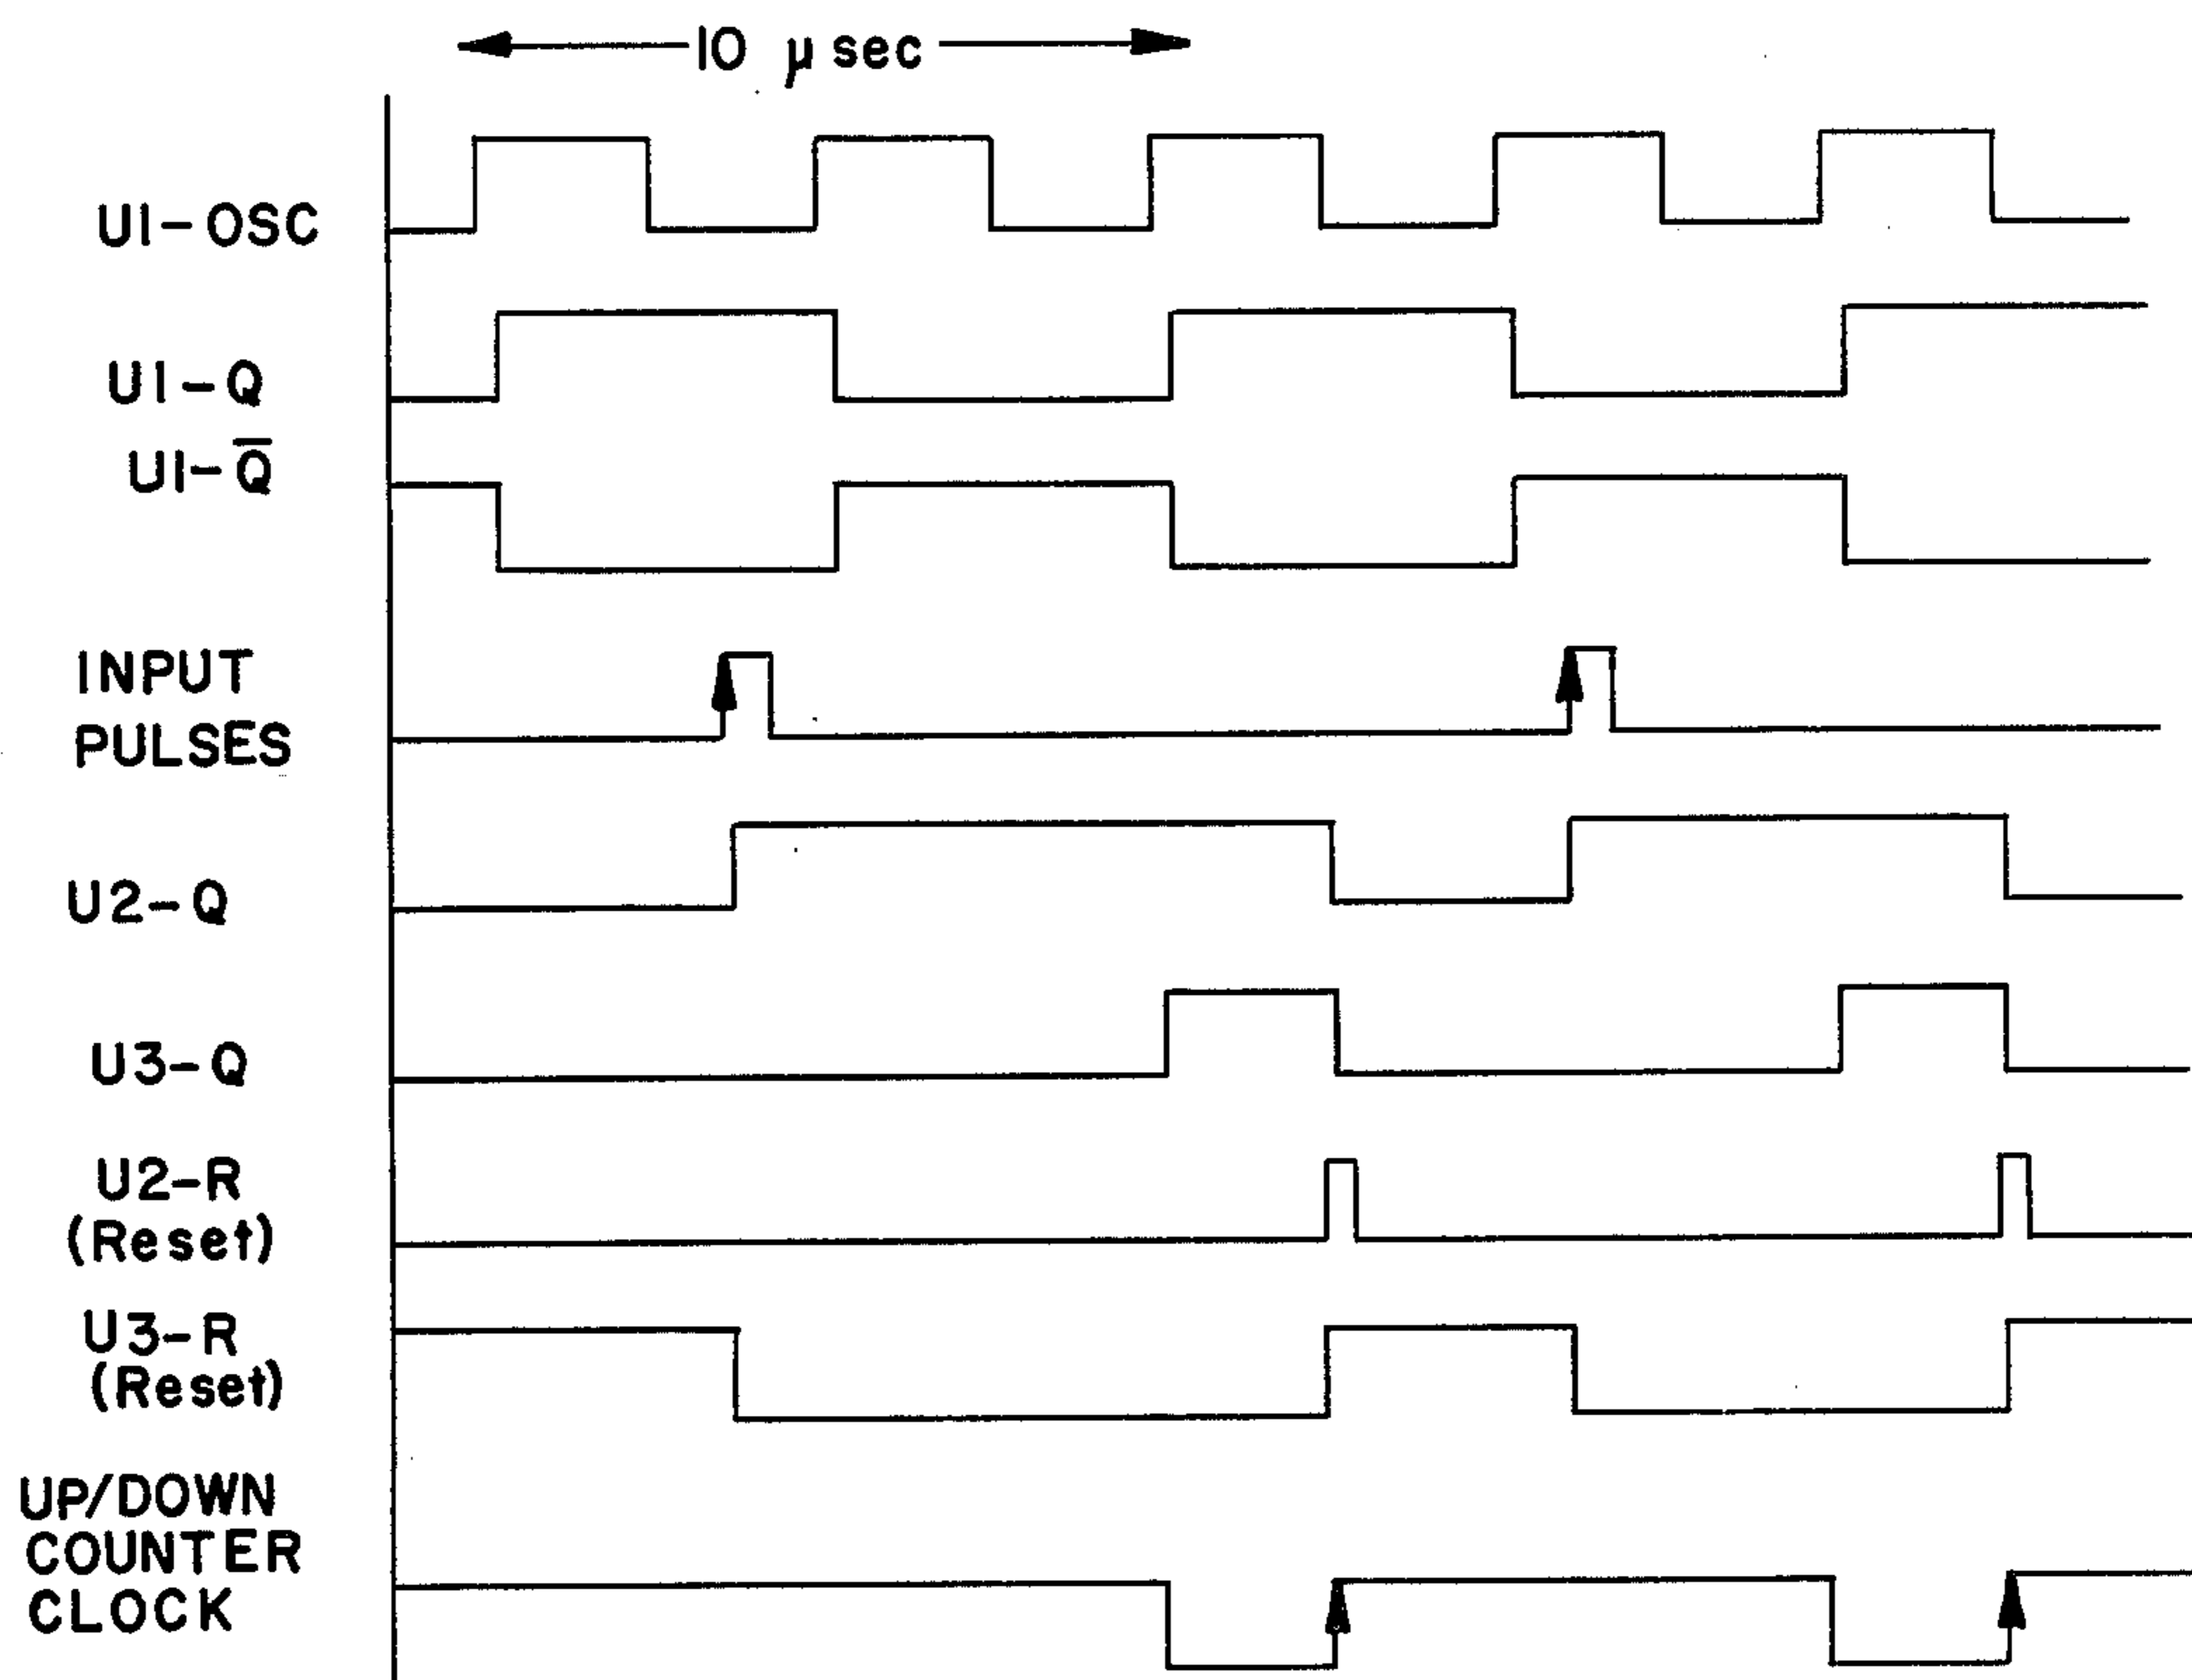 10 μ sec
U1-OSC
U1-Q
U1-Q̅
INPUT
PULSES
U2-Q
U3-Q
U2-R
(Reset)
U3-R
(Reset)
UP/DOWN
COUNTER
CLOCK